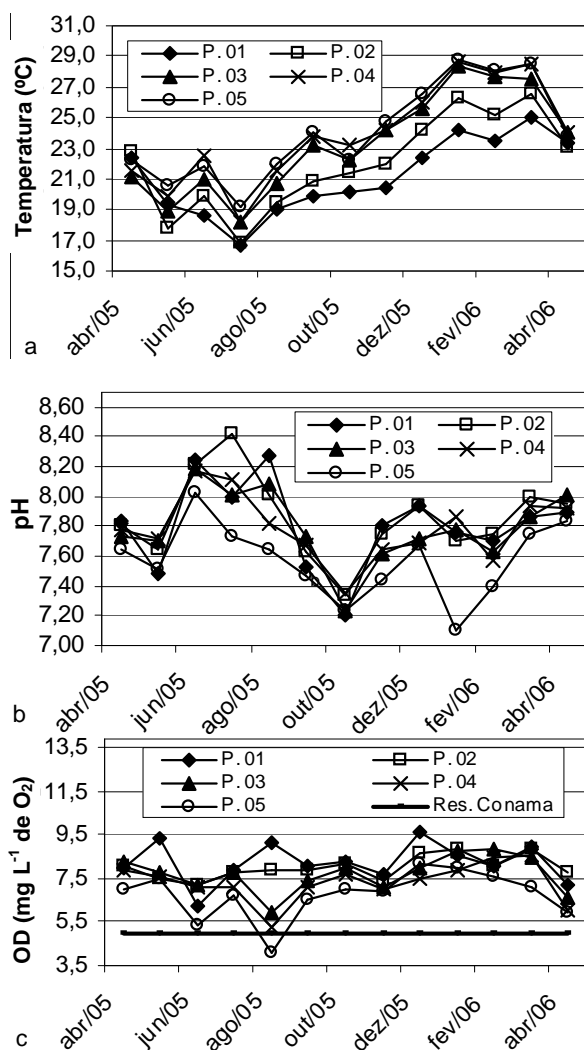 Temperatura (ºC)
31,0
29,0
27,0
25,0
23,0
21,0
19,0
17,0
15,0
P. 01 P. 02
P. 03 P. 04
P. 05
abr/05 jun/05 ago/05 out/05 dez/05 fev/06 abr/06
a
pH
8,60
8,40
8,20
8,00
7,80
7,60
7,40
7,20
7,00
P. 01 P. 02
P. 03 P. 04
P. 05
abr/05 jun/05 ago/05 out/05 dez/05 fev/06 abr/06
b
OD (mg L⁻¹ de O₂)
13,5
11,5
9,5
7,5
5,5
3,5
P. 01 P. 02
P. 03 P. 04
P. 05 Res. Conama
abr/05 jun/05 ago/05 out/05 dez/05 fev/06 abr/06
c